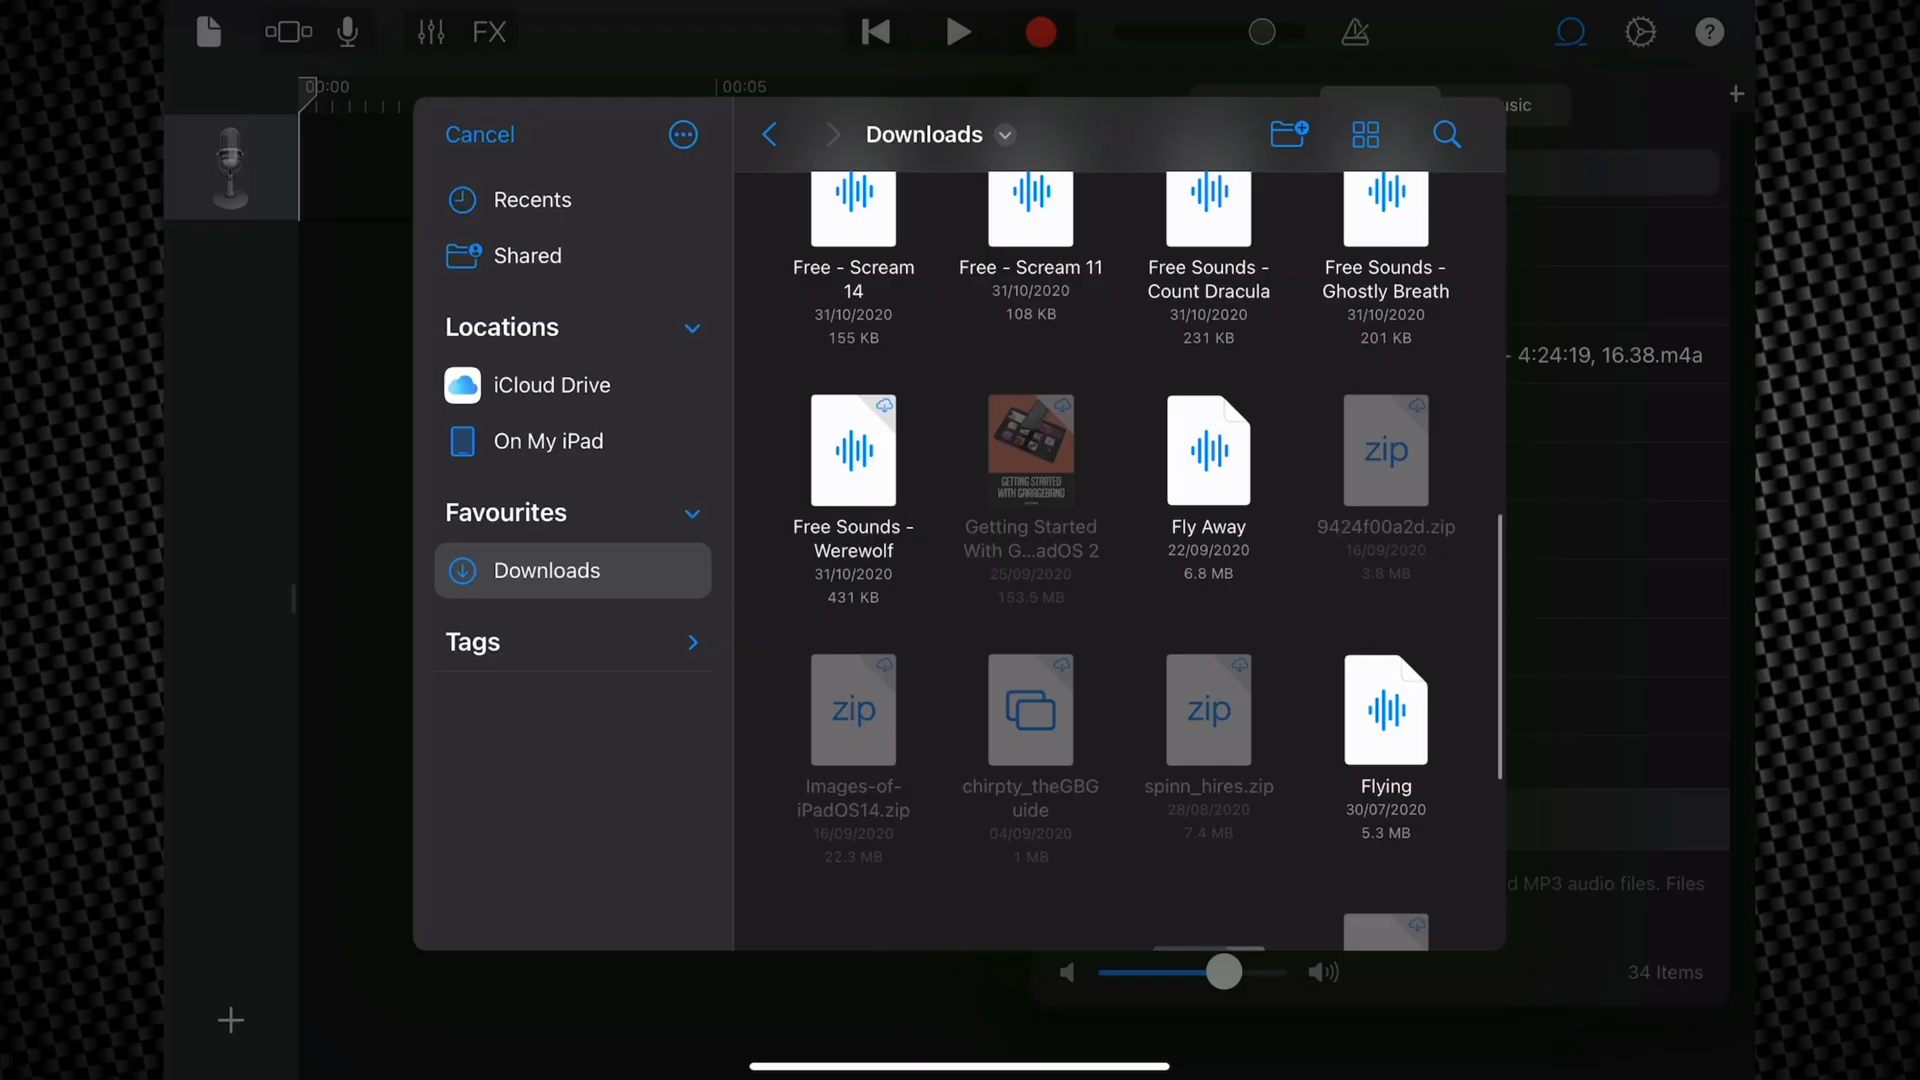 FX
?
00:00
00:05
usic
Cancel
Downloads
Recents
Shared
Locations
iCloud Drive
On My iPad
Favourites
Downloads
Tags
Free - Scream
14
31/10/2020
155 KB
Free - Scream 11
31/10/2020
108 KB
Free Sounds -
Count Dracula
31/10/2020
231 KB
Free Sounds -
Ghostly Breath
31/10/2020
201 KB
- 4:24:19, 16.38.m4a
Free Sounds -
Werewolf
31/10/2020
431 KB
GETTING STARTED
WITH GARAGEBAND
Getting Started
With G...adOS 2
25/09/2020
153.5 MB
Fly Away
22/09/2020
6.8 MB
zip
9424f00a2d.zip
16/09/2020
3.8 MB
zip
Images-of-
iPadOS14.zip
16/09/2020
22.3 MB
chirpty_theGBG
uide
04/09/2020
1 MB
zip
spinn_hires.zip
28/08/2020
7.4 MB
Flying
30/07/2020
5.3 MB
d MP3 audio files. Files
34 Items